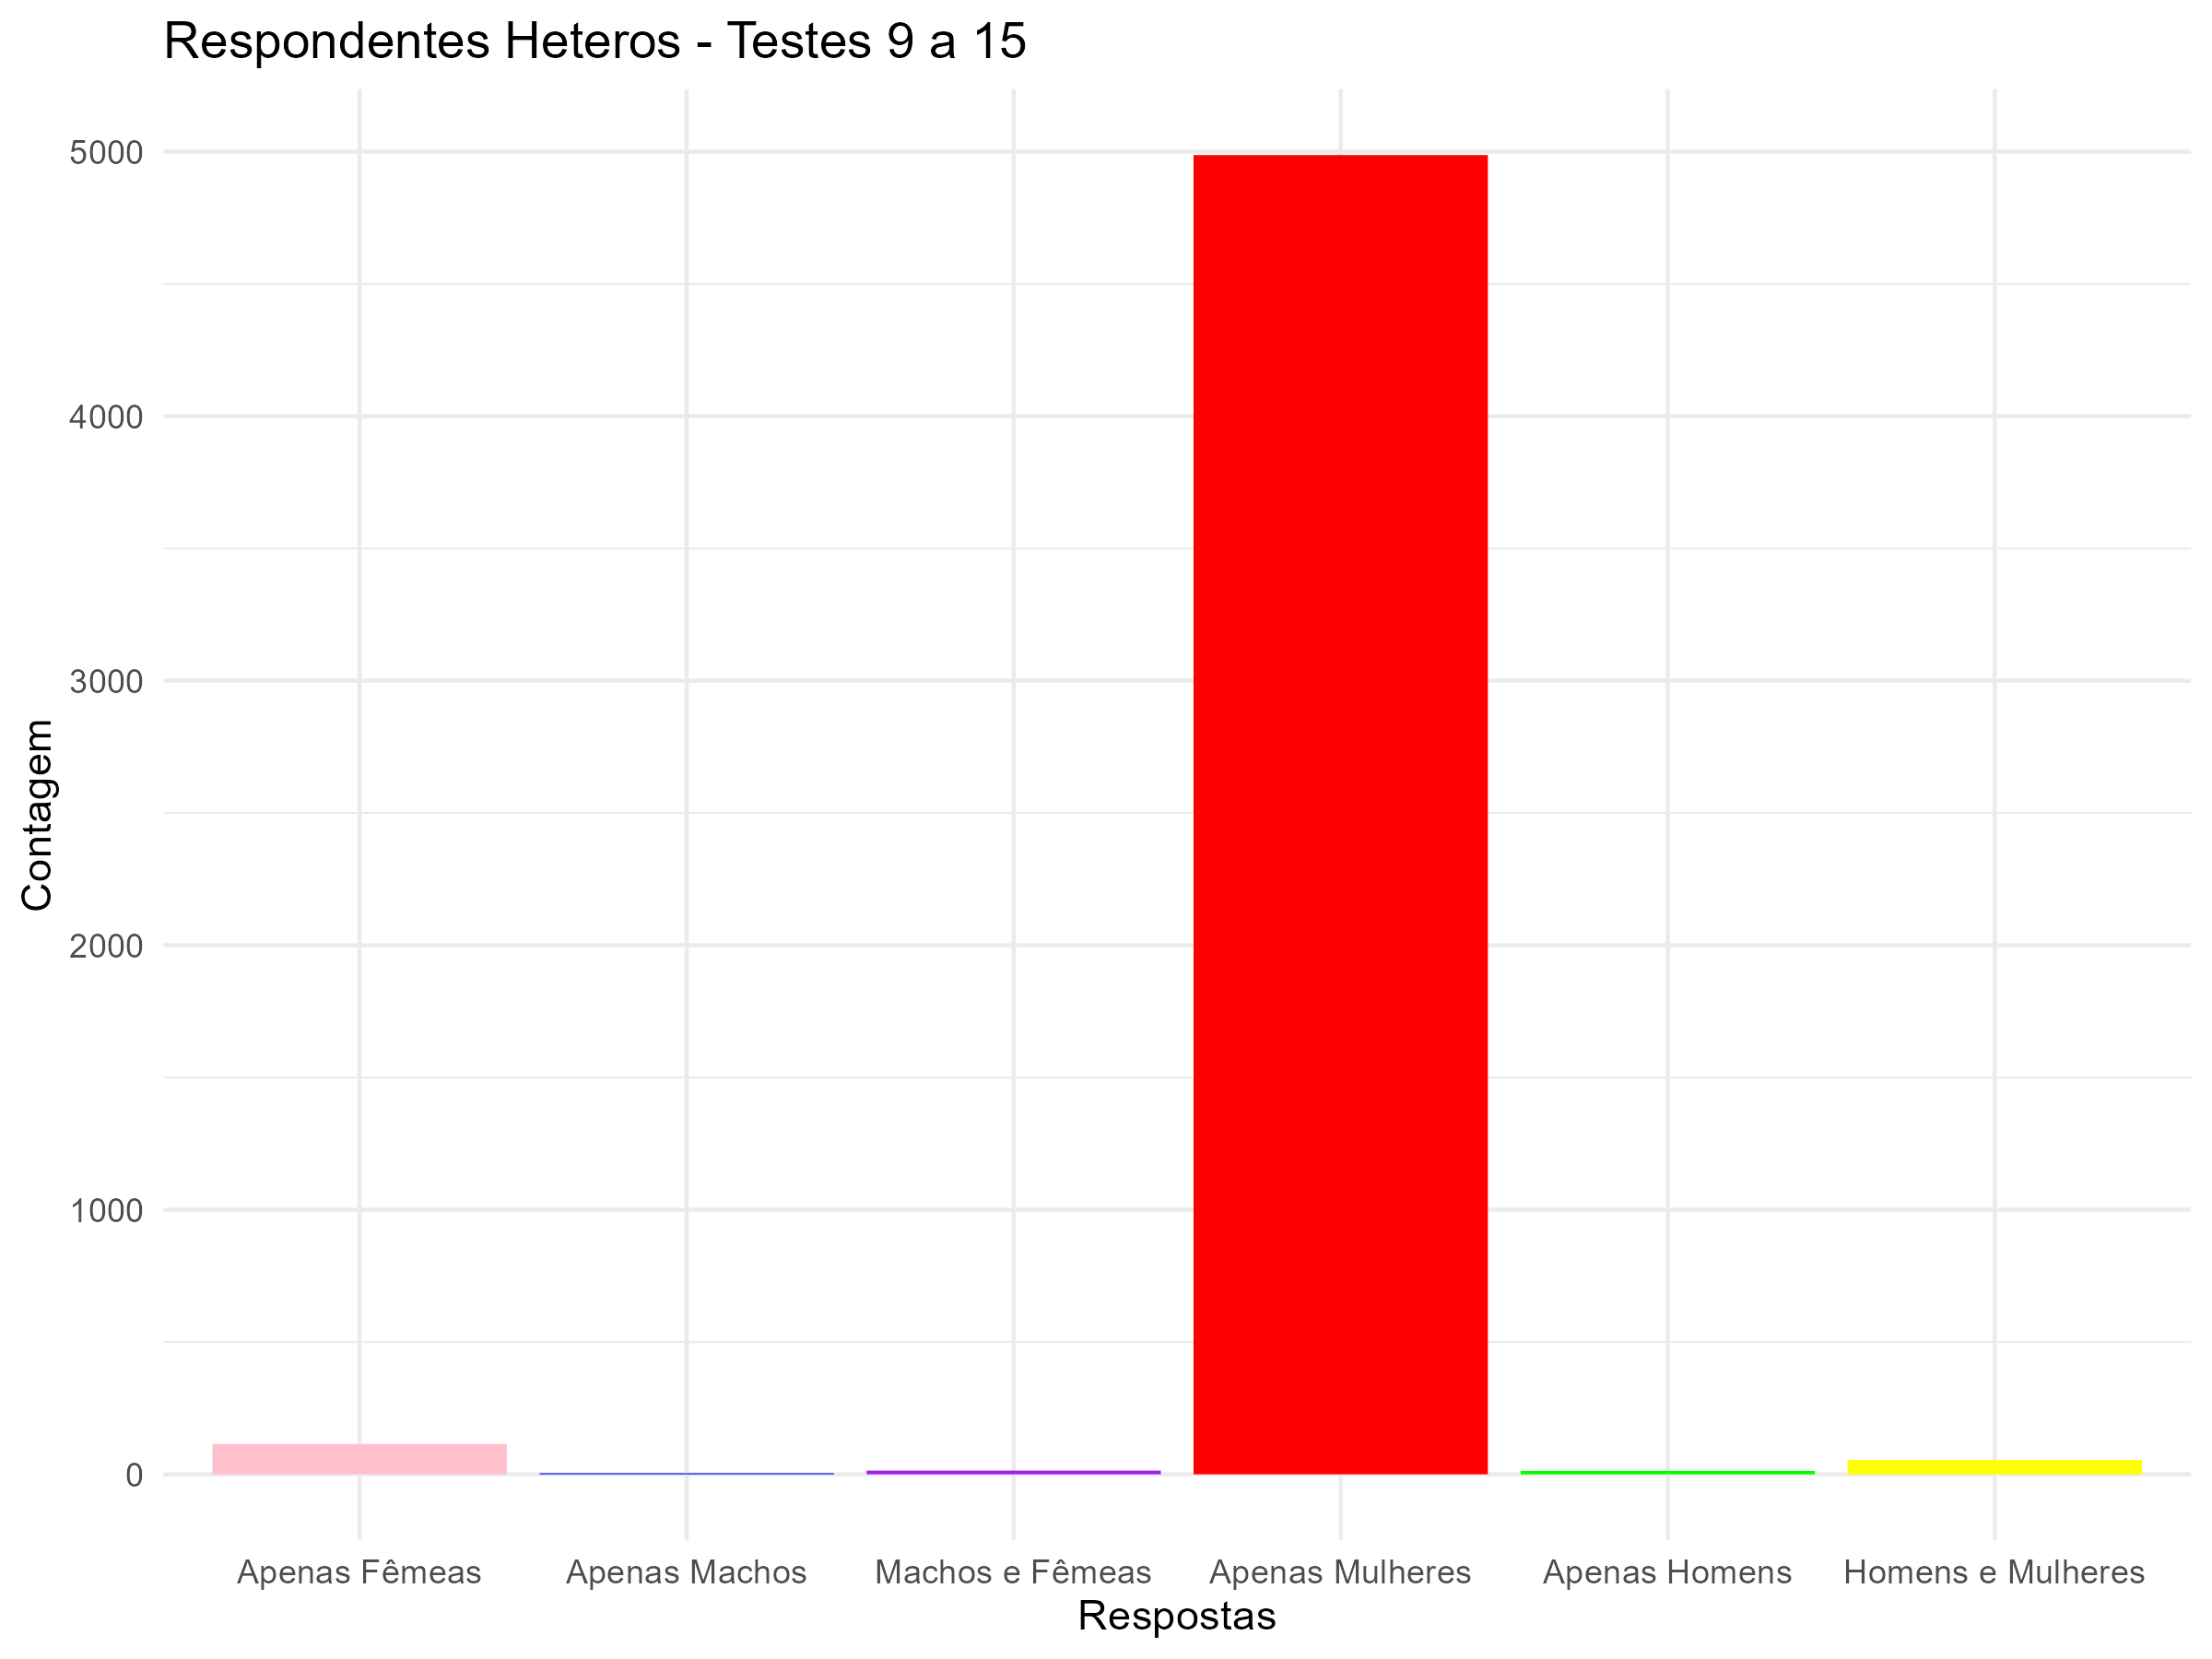 Respondentes Heteros - Testes 9 a 15
Contagem
5000
4000
3000
2000
1000
0
Apenas Fêmeas
Apenas Machos
Machos e Fêmeas
Apenas Mulheres
Apenas Homens
Homens e Mulheres
Respostas